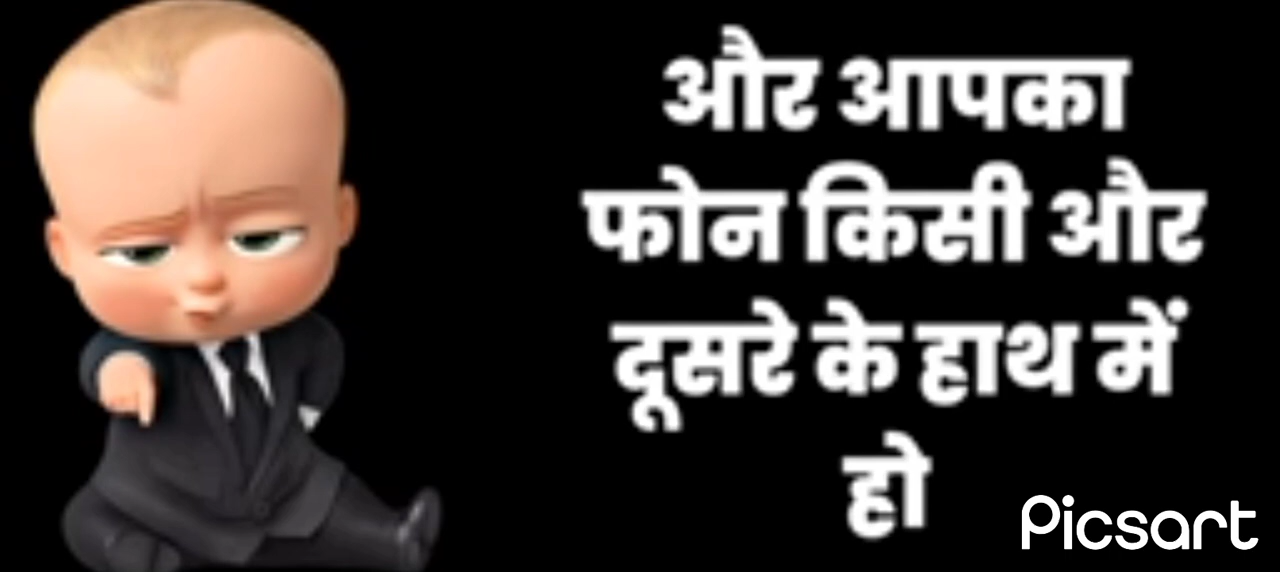 और आपका
फोन किसी और
दूसरे के हाथ में
हो
Picsart